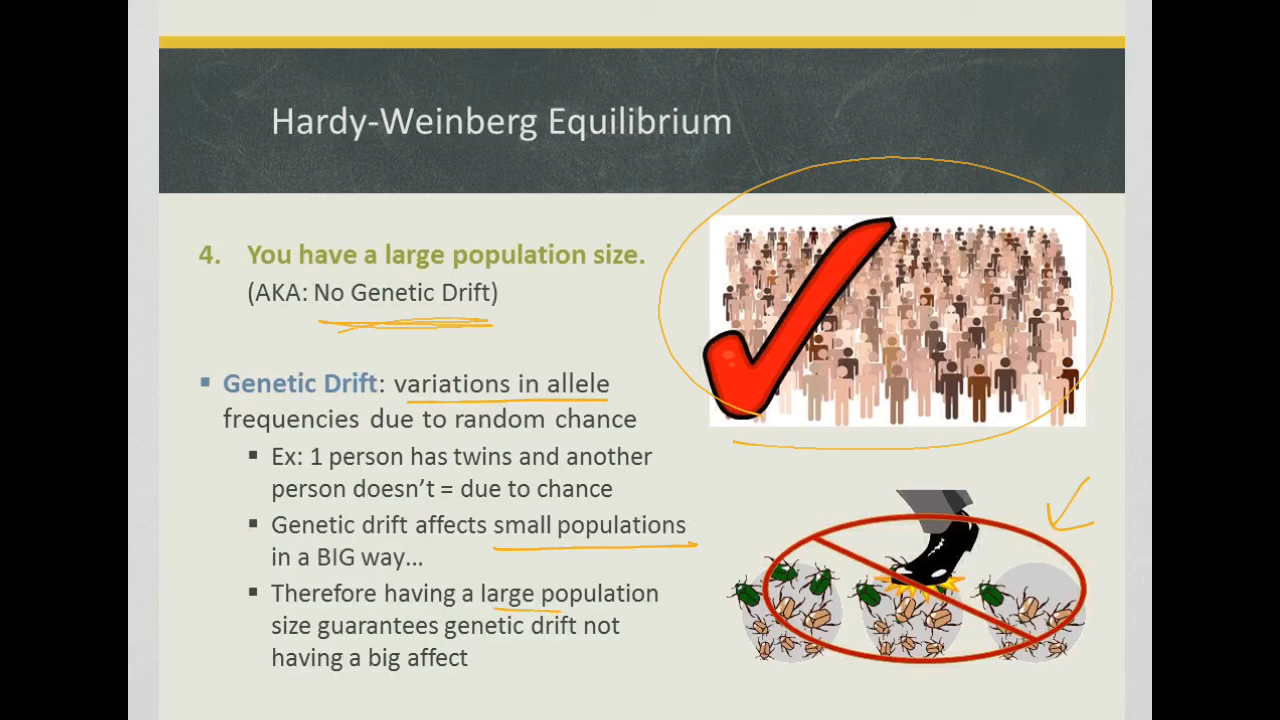 Hardy-Weinberg Equilibrium
4. You have a large population size.
(AKA: No Genetic Drift)
▪ Genetic Drift: variations in allele
frequencies due to random chance
▪ Ex: 1 person has twins and another
person doesn't = due to chance
▪ Genetic drift affects small populations
in a BIG way...
▪ Therefore having a large population
size guarantees genetic drift not
having a big affect